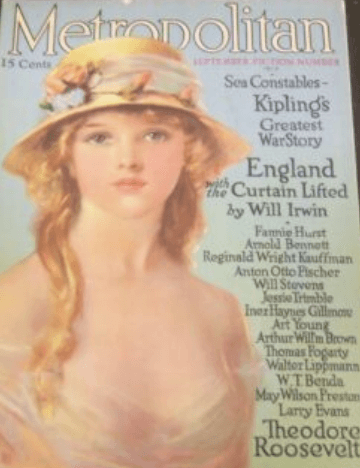 Metropolitan
15 Cents
SEPTEMBER FICTION NUMBER
Sea Constables-
Kipling's
Greatest
War Story
England
with the Curtain Lifted
by Will Irwin
Fannie Hurst
Arnold Bennett
Reginald Wright Kauffman
Anton Otto Fischer
Will Stevens
Jessie Trimble
Inez Haynes Gillmore
Art Young
Arthur Will'm Brown
Thomas Fogarty
Walter Lippmann
W.T. Benda
May Wilson Preston
Larry Evans
Theodore
Roosevelt